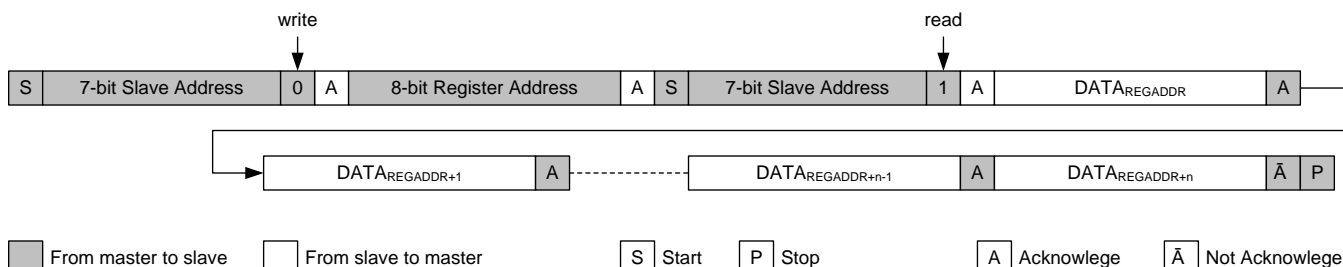 write read
S 7-bit Slave Address 0 A 8-bit Register Address A S 7-bit Slave Address 1 A DATAREGADDR A
DATAREGADDR+1 A DATAREGADDR+n-1 A DATAREGADDR+n Ā P
From master to slave From slave to master S Start P Stop A Acknowlege Ā Not Acknowlege